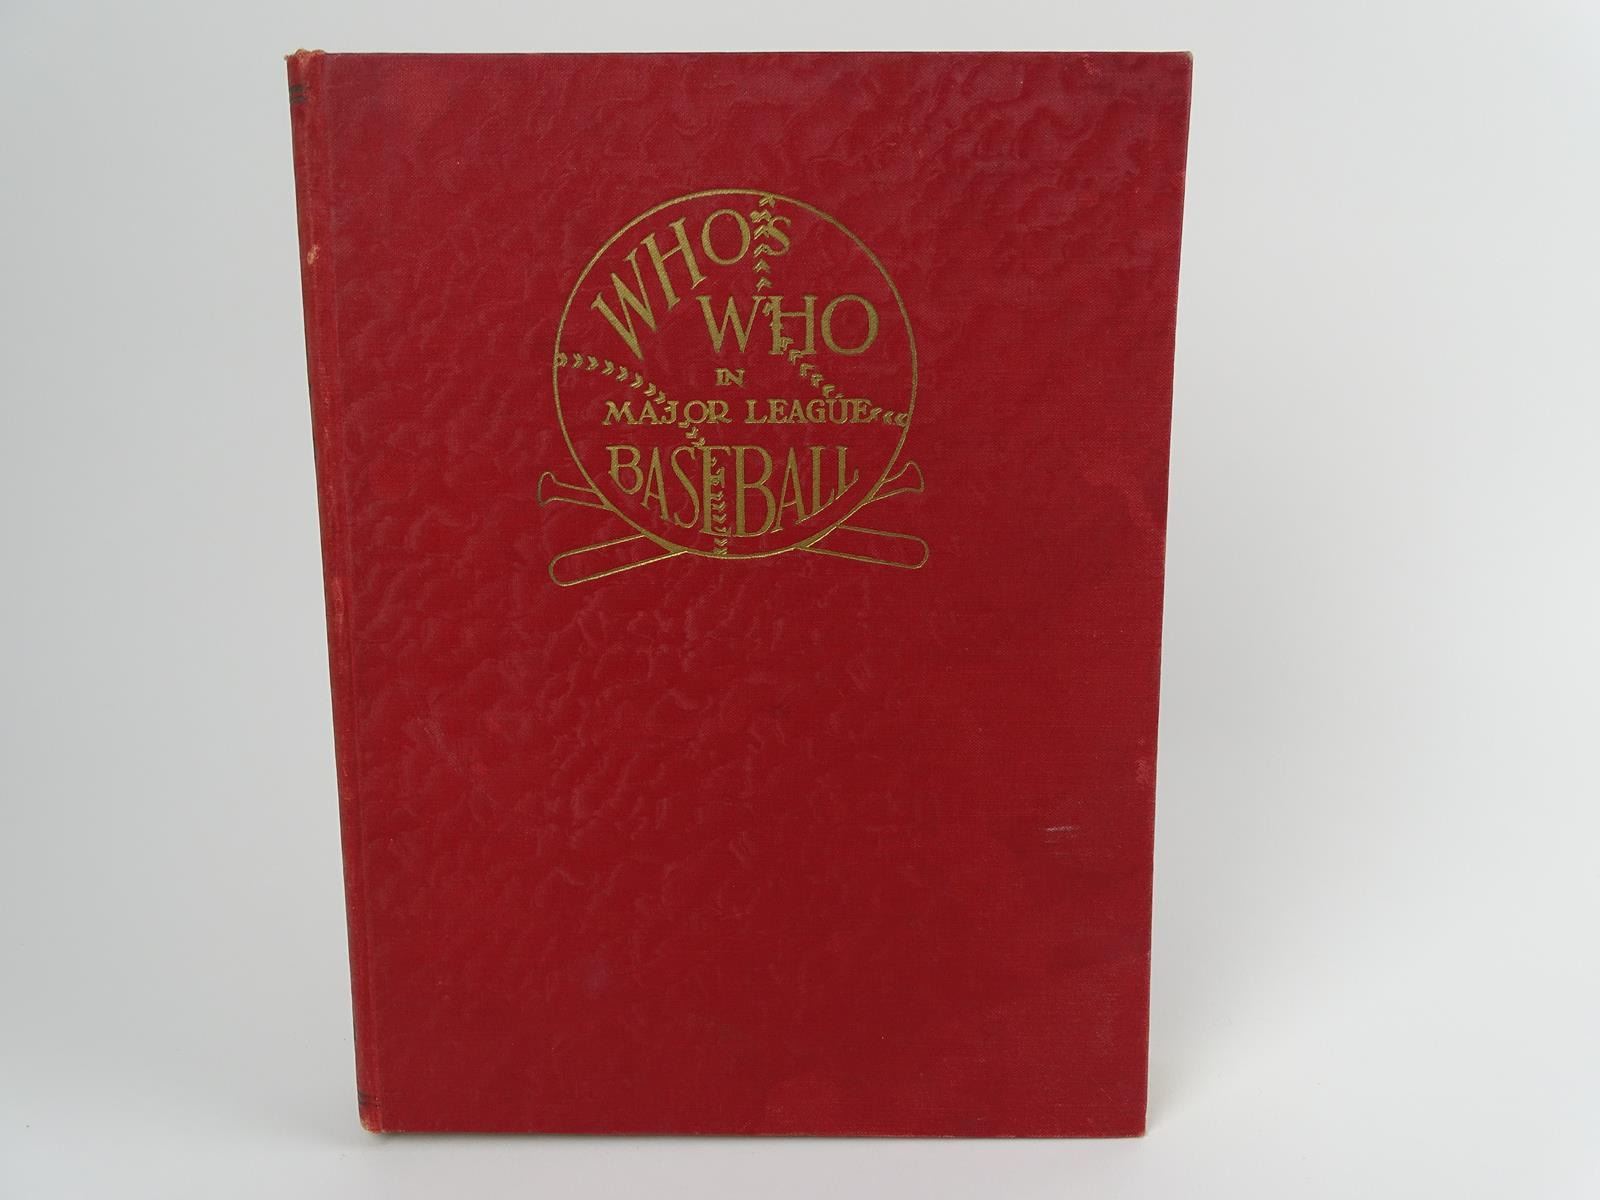 WHO'S
WHO
IN
MAJOR LEAGUE
BASEBALL